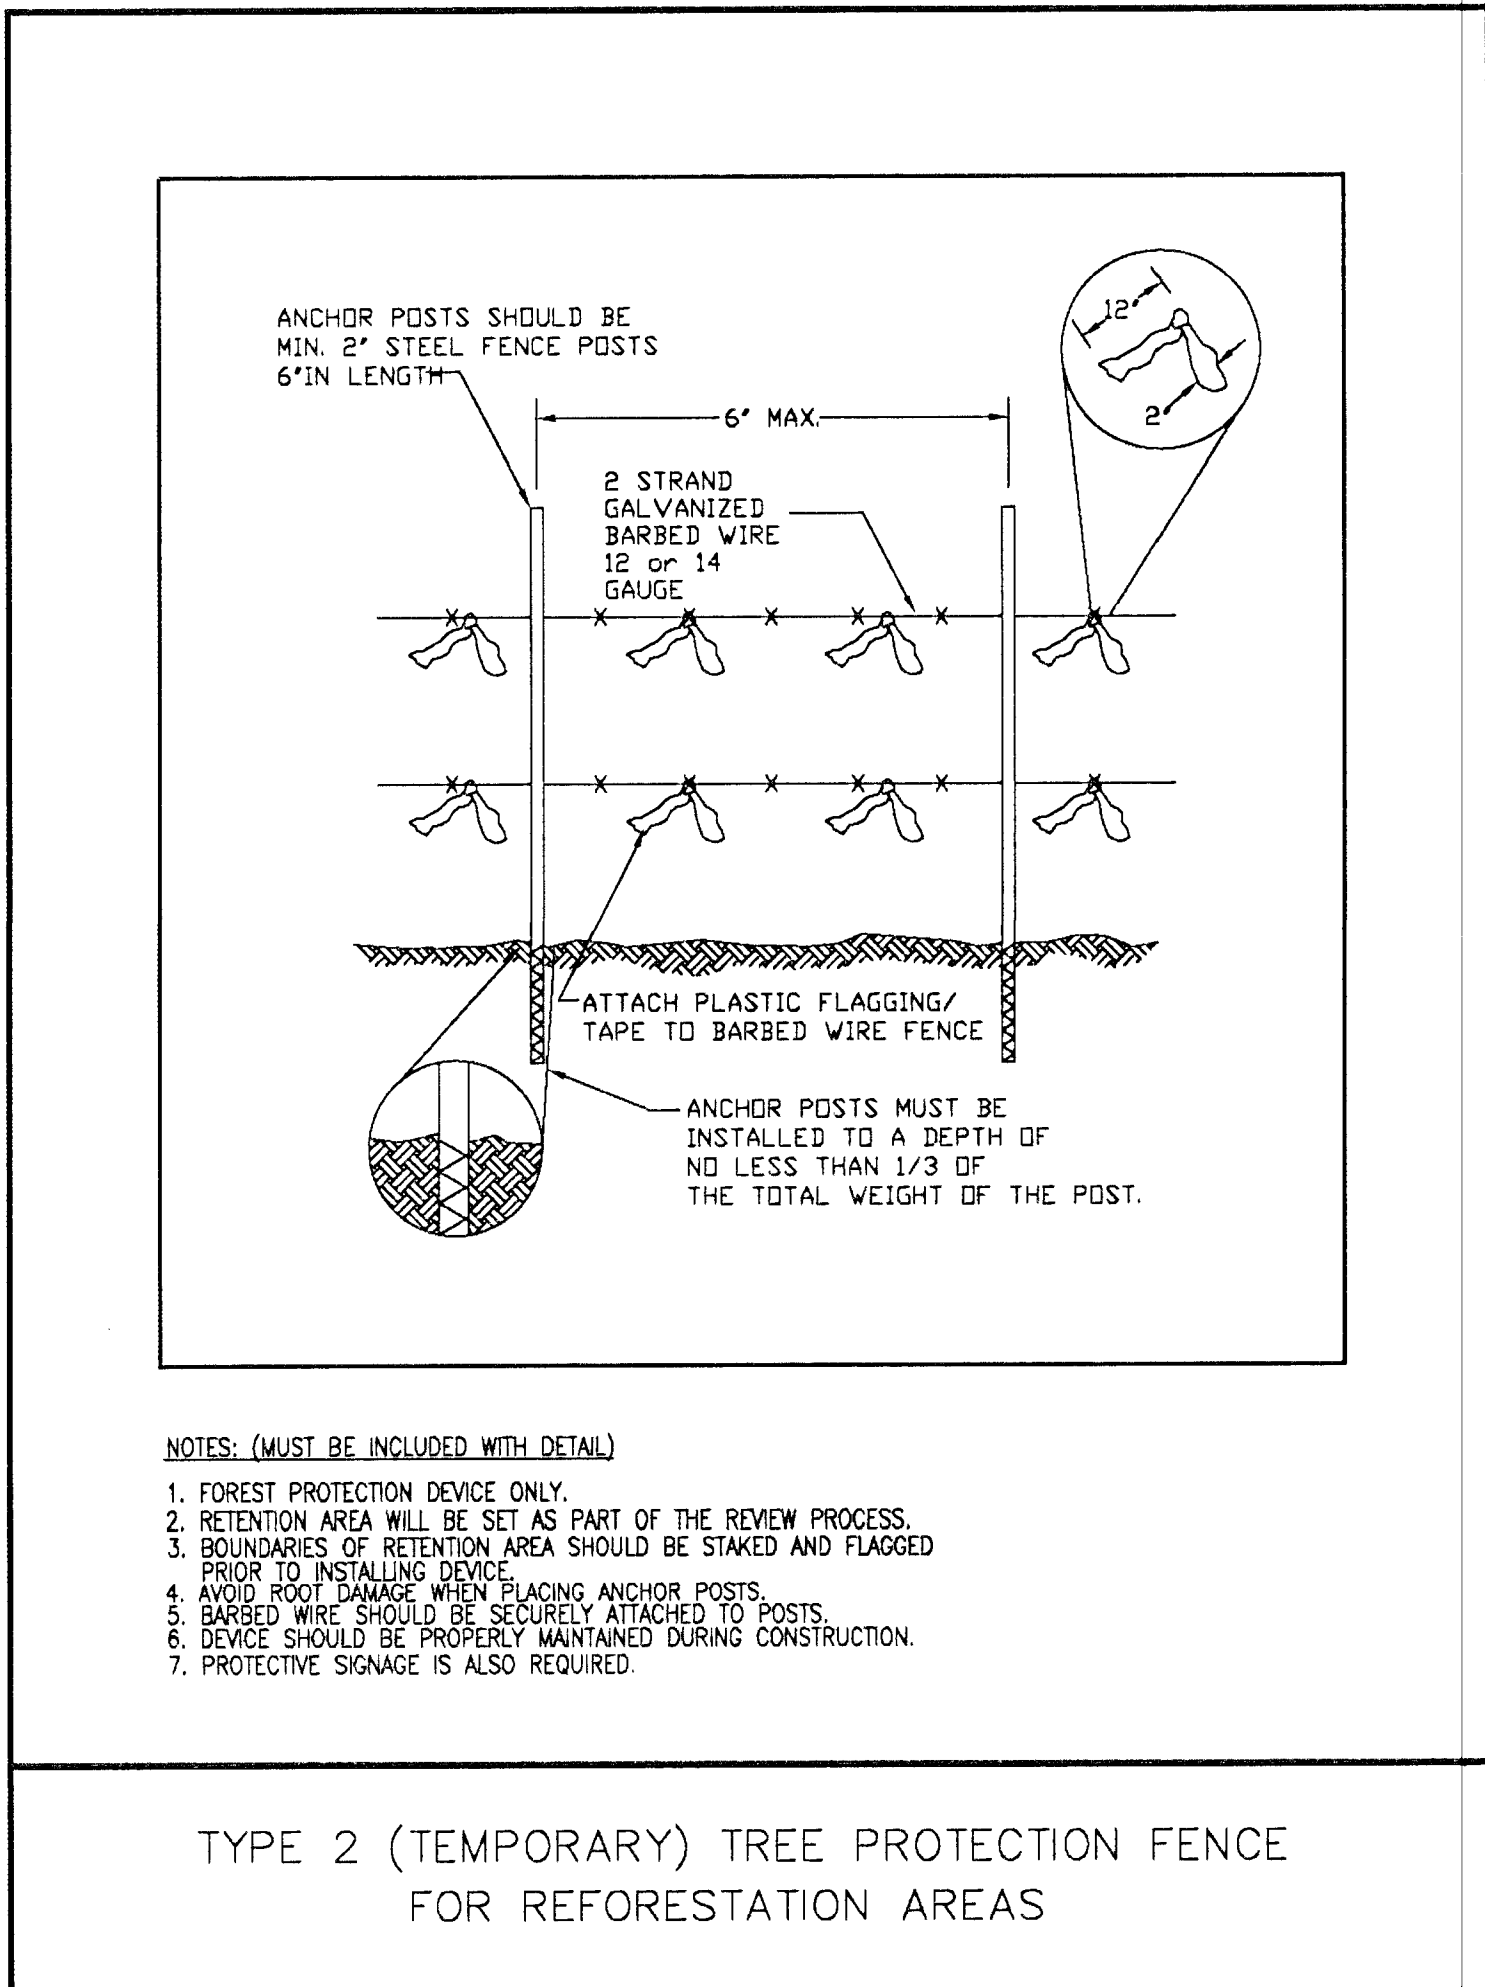 ANCHOR POSTS SHOULD BE
MIN. 2" STEEL FENCE POSTS
6'IN LENGTH
6' MAX.
12"
2"
2 STRAND
GALVANIZED
BARBED WIRE
12 or 14
GAUGE
ATTACH PLASTIC FLAGGING/
TAPE TO BARBED WIRE FENCE
ANCHOR POSTS MUST BE
INSTALLED TO A DEPTH OF
NO LESS THAN 1/3 OF
THE TOTAL WEIGHT OF THE POST.
NOTES: (MUST BE INCLUDED WITH DETAIL)
1. FOREST PROTECTION DEVICE ONLY.
2. RETENTION AREA WILL BE SET AS PART OF THE REVIEW PROCESS.
3. BOUNDARIES OF RETENTION AREA SHOULD BE STAKED AND FLAGGED
PRIOR TO INSTALLING DEVICE.
4. AVOID ROOT DAMAGE WHEN PLACING ANCHOR POSTS.
5. BARBED WIRE SHOULD BE SECURELY ATTACHED TO POSTS.
6. DEVICE SHOULD BE PROPERLY MAINTAINED DURING CONSTRUCTION.
7. PROTECTIVE SIGNAGE IS ALSO REQUIRED.
TYPE 2 (TEMPORARY) TREE PROTECTION FENCE
FOR REFORESTATION AREAS